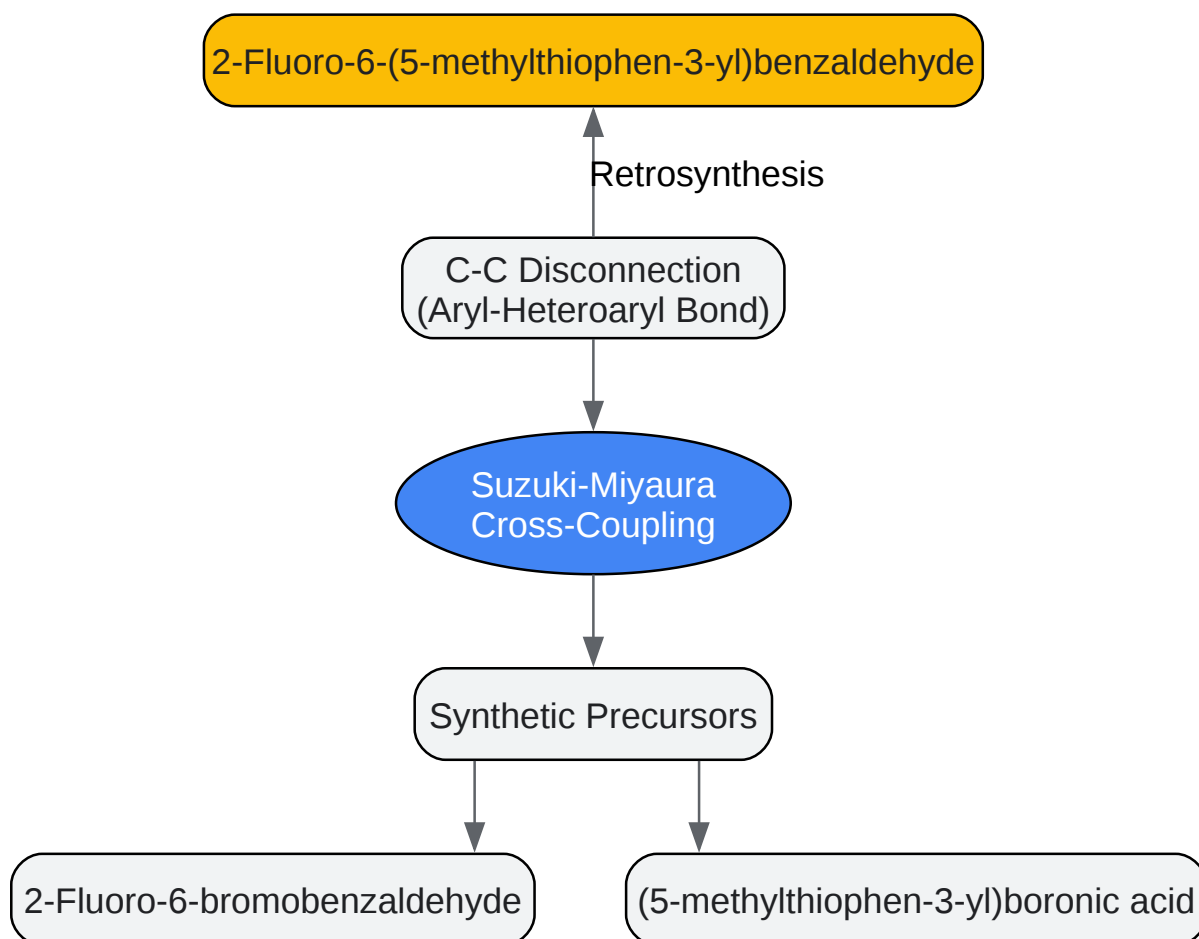 2-Fluoro-6-(5-methylthiophen-3-yl)benzaldehyde
Retrosynthesis
C-C Disconnection
(Aryl-Heteroaryl Bond)
Suzuki-Miyaura
Cross-Coupling
Synthetic Precursors
2-Fluoro-6-bromobenzaldehyde
(5-methylthiophen-3-yl)boronic acid